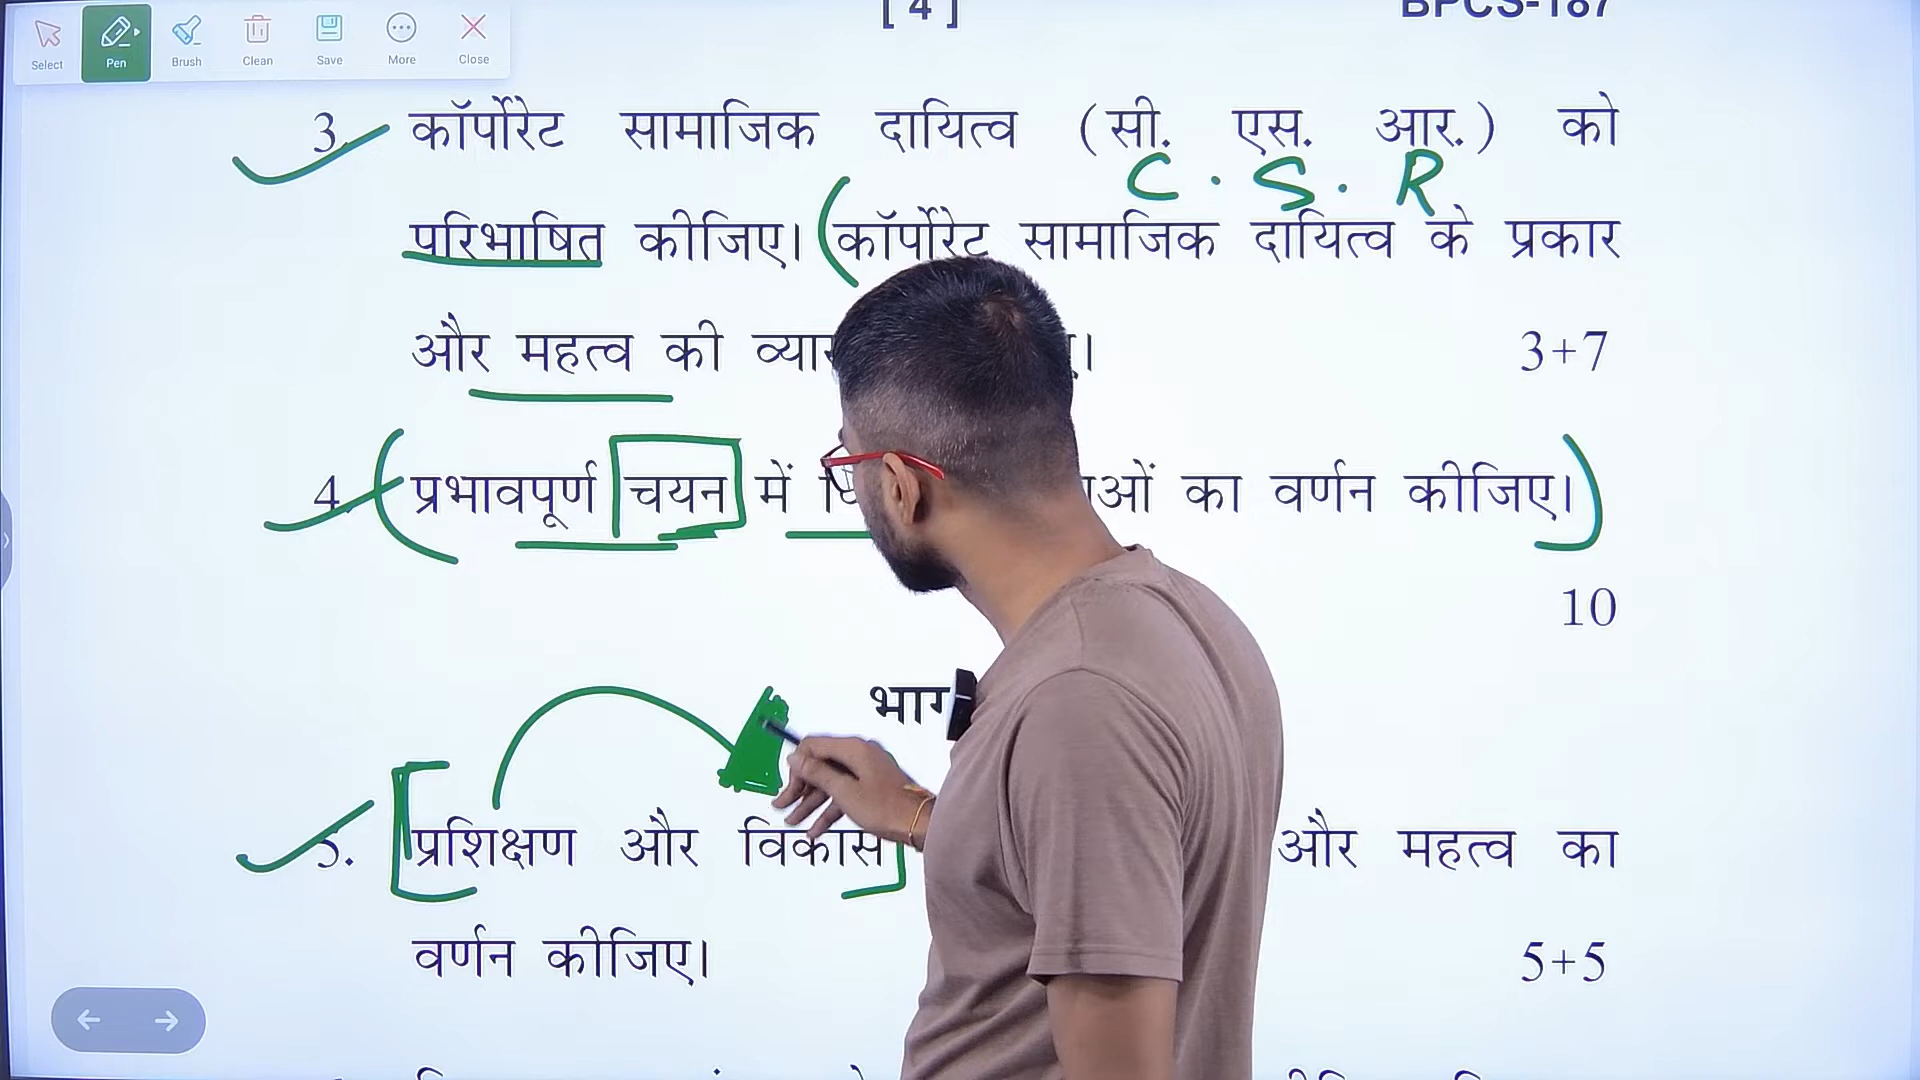 Select Pen Brush Clean Save More Close
[ 4 ] BPCS-187
3. कॉर्पोरेट सामाजिक दायित्व (सी. एस. आर.) को
C. S. R
परिभाषित कीजिए। कॉर्पोरेट सामाजिक दायित्व के प्रकार
और महत्व की 3+7
4. प्रभावपूर्ण चयन में का वर्णन कीजिए।
10
भाग
5. प्रशिक्षण और विकास और महत्व का
वर्णन कीजिए। 5+5